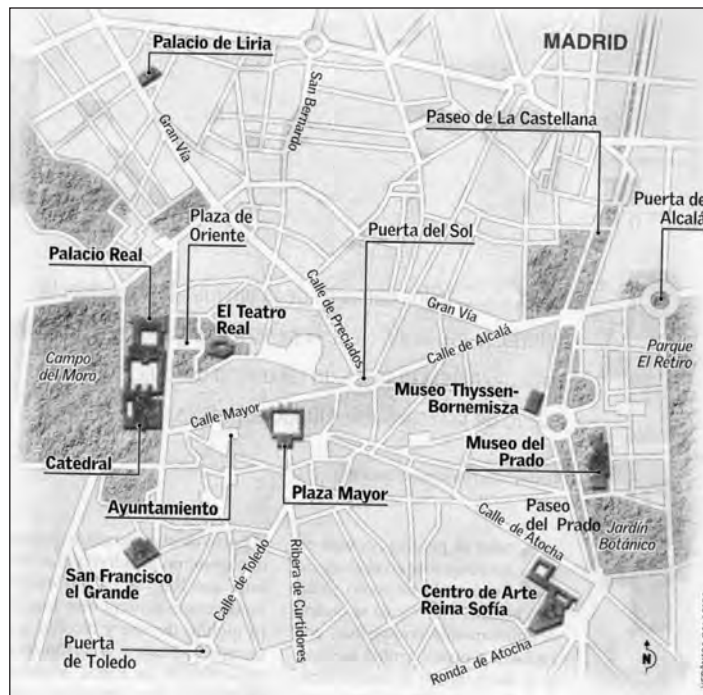 MADRID
Palacio de Liria
San Bernardo
Gran Vía
Paseo de La Castellana
Plaza de
Oriente
Puerta del Sol
Puerta de
Alcalá
Palacio Real
El Teatro
Real
Calle de Preciados
Gran Vía
Calle de Alcalá
Campo
del Moro
Parque
El Retiro
Calle Mayor
Museo Thyssen-
Bornemisza
Catedral
Ayuntamiento
Plaza Mayor
Museo del
Prado
Paseo
del Prado
Jardín
Botánico
Calle de Atocha
San Francisco
el Grande
Calle de Toledo
Ribera de Curtidores
Centro de Arte
Reina Sofía
Puerta
de Toledo
Ronda de Atocha
N